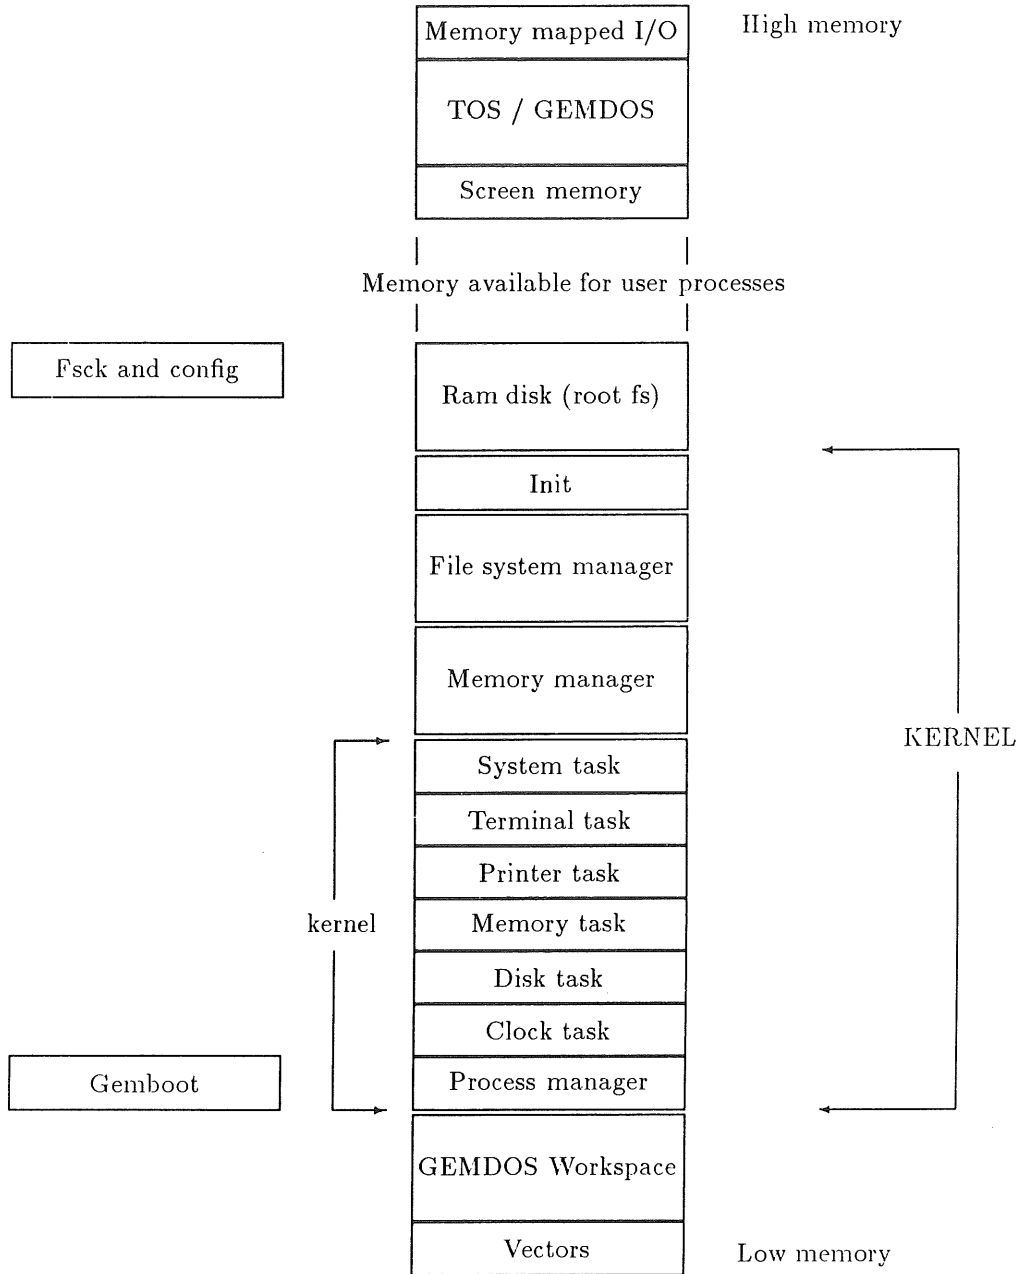 Memory mapped I/O
High memory
TOS / GEMDOS
Screen memory
Memory available for user processes
Fsck and config
Ram disk (root fs)
Init
File system manager
Memory manager
KERNEL
System task
Terminal task
Printer task
kernel
Memory task
Disk task
Clock task
Gemboot
Process manager
GEMDOS Workspace
Vectors
Low memory